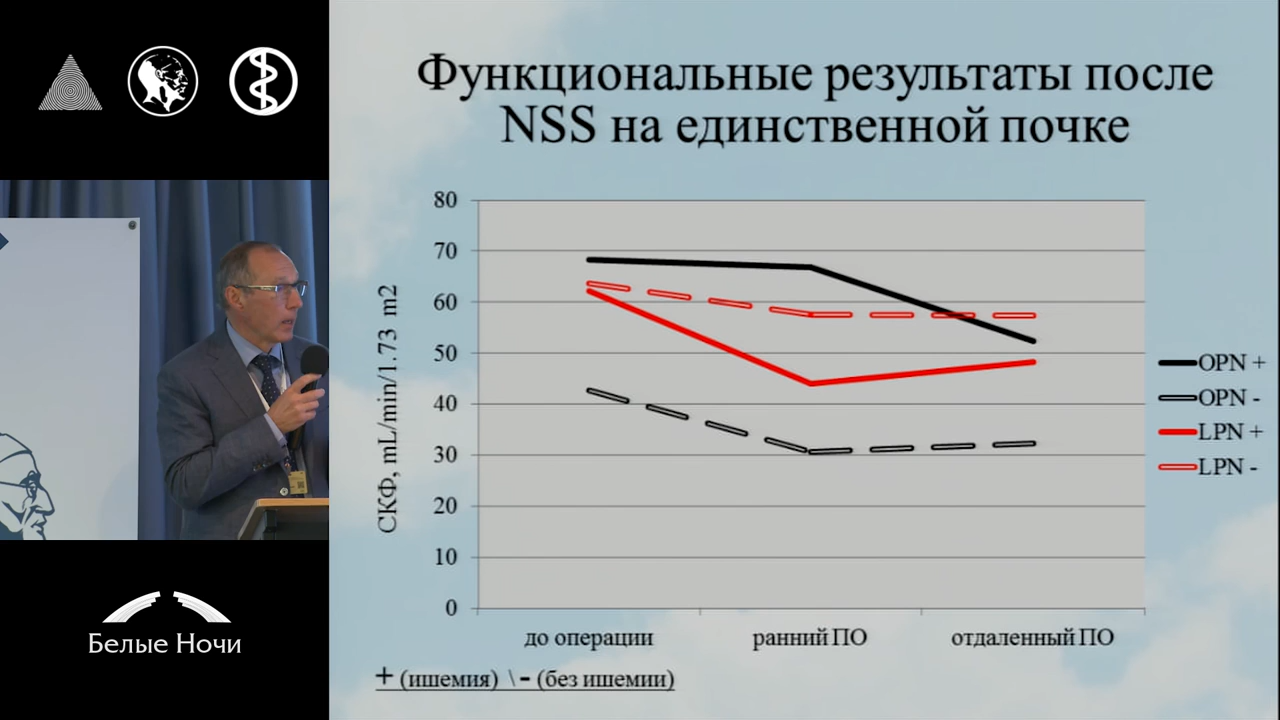 Функциональные результаты после
NSS на единственной почке
80
70
60
50
40
30
20
10
0
СКФ, mL/min/1.73 m2
до операции
ранний ПО
отдаленный ПО
OPN +
OPN -
LPN +
LPN -
+ (ишемия) \ - (без ишемии)
Белые Ночи